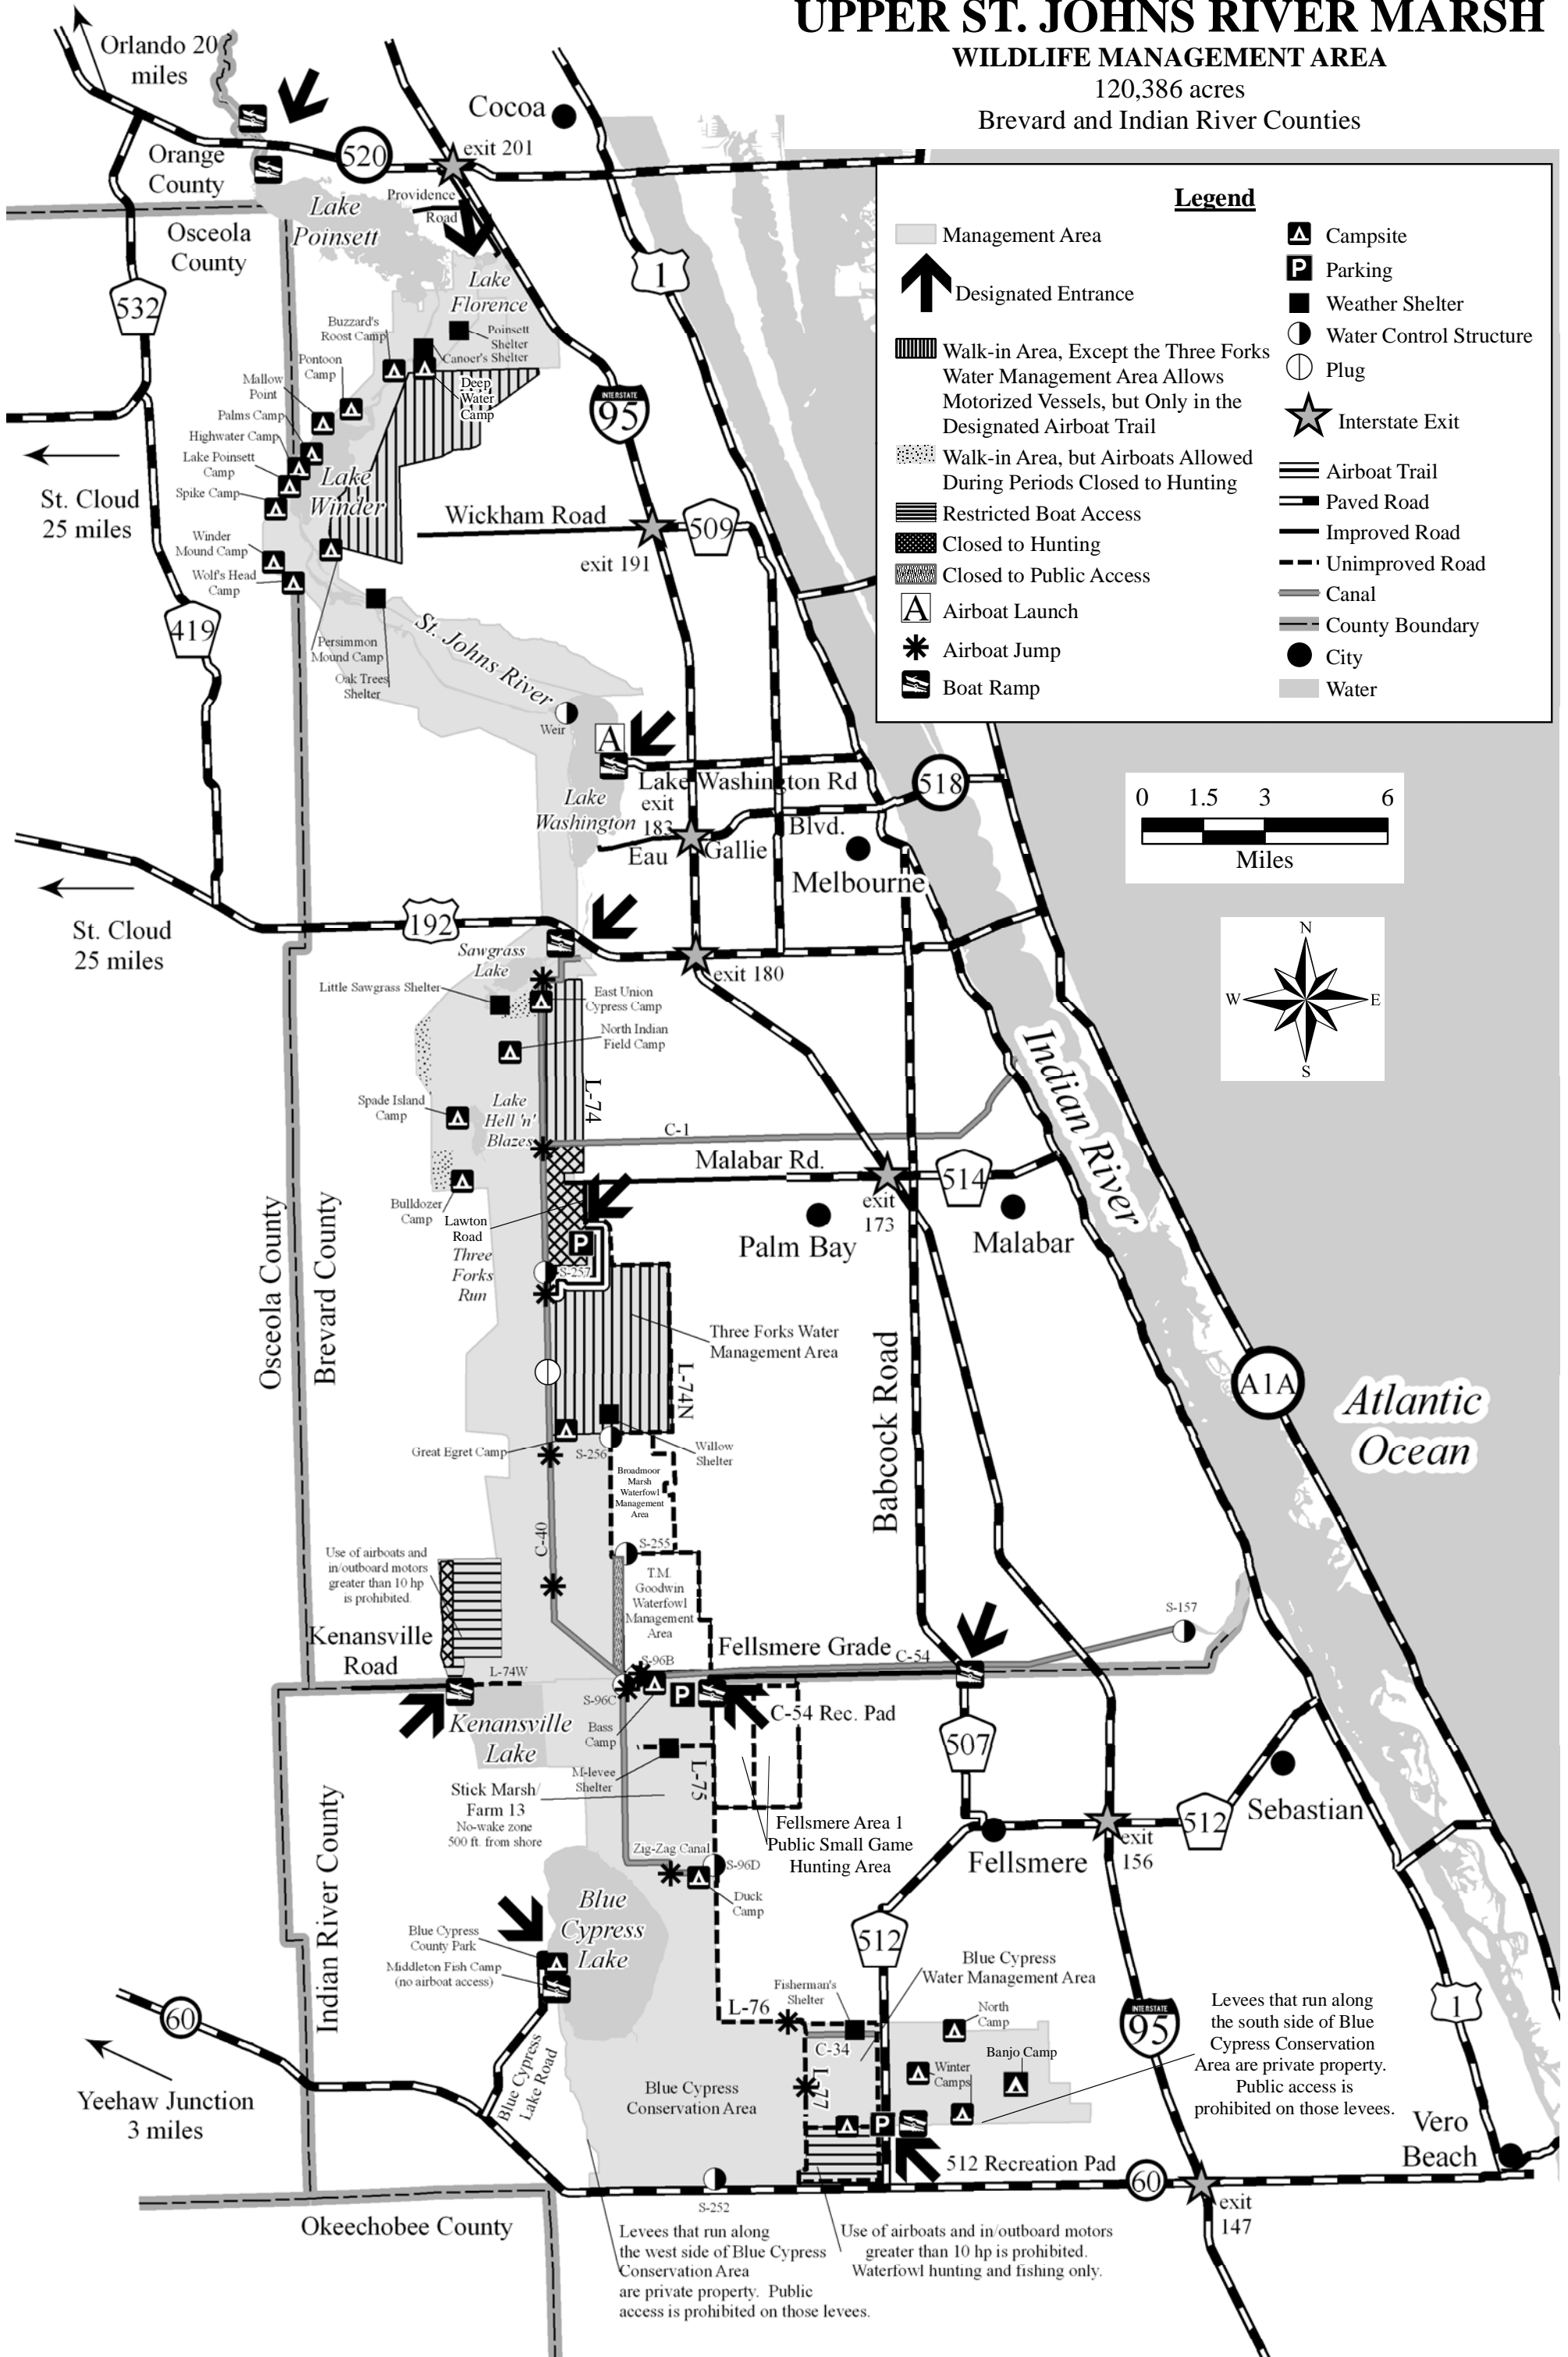 UPPER ST. JOHNS RIVER MARSH
WILDLIFE MANAGEMENT AREA
120,386 acres
Brevard and Indian River Counties
Orlando 20
miles
Cocoa
exit 201
520
Orange
County
Osceola
County
Lake
Poinsett
Providence
Road
1
532
Lake
Florence
Buzzard's
Roost Camp
Poinsett
Shelter
Canoer's Shelter
Pontoon
Camp
Deep
Water
Camp
Mallow
Point
Palms Camp
Highwater Camp
Lake Poinsett
Camp
Spike Camp
Lake
Winder
INTERSTATE
95
St. Cloud
25 miles
Wickham Road
509
exit 191
Winder
Mound Camp
Wolf's Head
Camp
419
Persimmon
Mound Camp
Oak Trees
Shelter
St. Johns River
Weir
A
Lake Washington Rd
518
Lake
Washington
exit
183
Eau
Gallie
Blvd.
Melbourne
Legend
Management Area
Designated Entrance
Walk-in Area, Except the Three Forks
Water Management Area Allows
Motorized Vessels, but Only in the
Designated Airboat Trail
Walk-in Area, but Airboats Allowed
During Periods Closed to Hunting
Restricted Boat Access
Closed to Hunting
Closed to Public Access
A
Airboat Launch
Airboat Jump
Boat Ramp
Campsite
P
Parking
Weather Shelter
Water Control Structure
Plug
Interstate Exit
Airboat Trail
Paved Road
Improved Road
Unimproved Road
Canal
County Boundary
City
Water
0 1.5 3 6
Miles
N
W E
S
St. Cloud
25 miles
192
Sawgrass
Lake
exit 180
Little Sawgrass Shelter
East Union
Cypress Camp
North Indian
Field Camp
Spade Island
Camp
Lake
Hell 'n'
Blazes
L-74
C-1
Malabar Rd.
514
exit
173
Palm Bay
Malabar
Indian River
Bulldozer
Camp
Lawton
Road
Three
Forks
Run
P
S-257
Osceola County
Brevard County
Three Forks Water
Management Area
L-74N
Babcock Road
A1A
Atlantic
Ocean
Great Egret Camp
S-256
Willow
Shelter
Broadmoor
Marsh
Waterfowl
Management
Area
C-40
S-255
Use of airboats and
in/outboard motors
greater than 10 hp
is prohibited.
T.M.
Goodwin
Waterfowl
Management
Area
S-157
Kenansville
Road
L-74W
Fellsmere Grade
C-54
S-96B
S-96C
P
C-54 Rec. Pad
Kenansville
Lake
Bass
Camp
507
M-levee
Shelter
L-75
Stick Marsh/
Farm 13
No-wake zone
500 ft. from shore
Fellsmere Area 1
Public Small Game
Hunting Area
512
Sebastian
exit
156
Fellsmere
Zig-Zag Canal
S-96D
Duck
Camp
Indian River County
Blue
Cypress
Lake
512
Blue Cypress
County Park
Middleton Fish Camp
(no airboat access)
Blue Cypress
Water Management Area
Fisherman's
Shelter
L-76
North
Camp
C-34
Banjo Camp
Winter
Camps
L-77
INTERSTATE
95
1
Levees that run along
the south side of Blue
Cypress Conservation
Area are private property.
Public access is
prohibited on those levees.
60
Yeehaw Junction
3 miles
Blue Cypress
Lake Road
Blue Cypress
Conservation Area
P
512 Recreation Pad
60
Vero
Beach
exit
147
S-252
Okeechobee County
Levees that run along
the west side of Blue Cypress
Conservation Area
are private property. Public
access is prohibited on those levees.
Use of airboats and in/outboard motors
greater than 10 hp is prohibited.
Waterfowl hunting and fishing only.